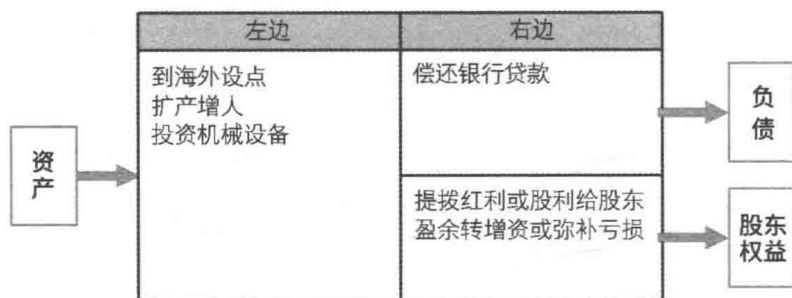 左边
右边
到海外设点
扩产增人
投资机械设备
偿还银行贷款
提拨红利或股利给股东
盈余转增资或弥补亏损
资
产
负
债
股东
权益